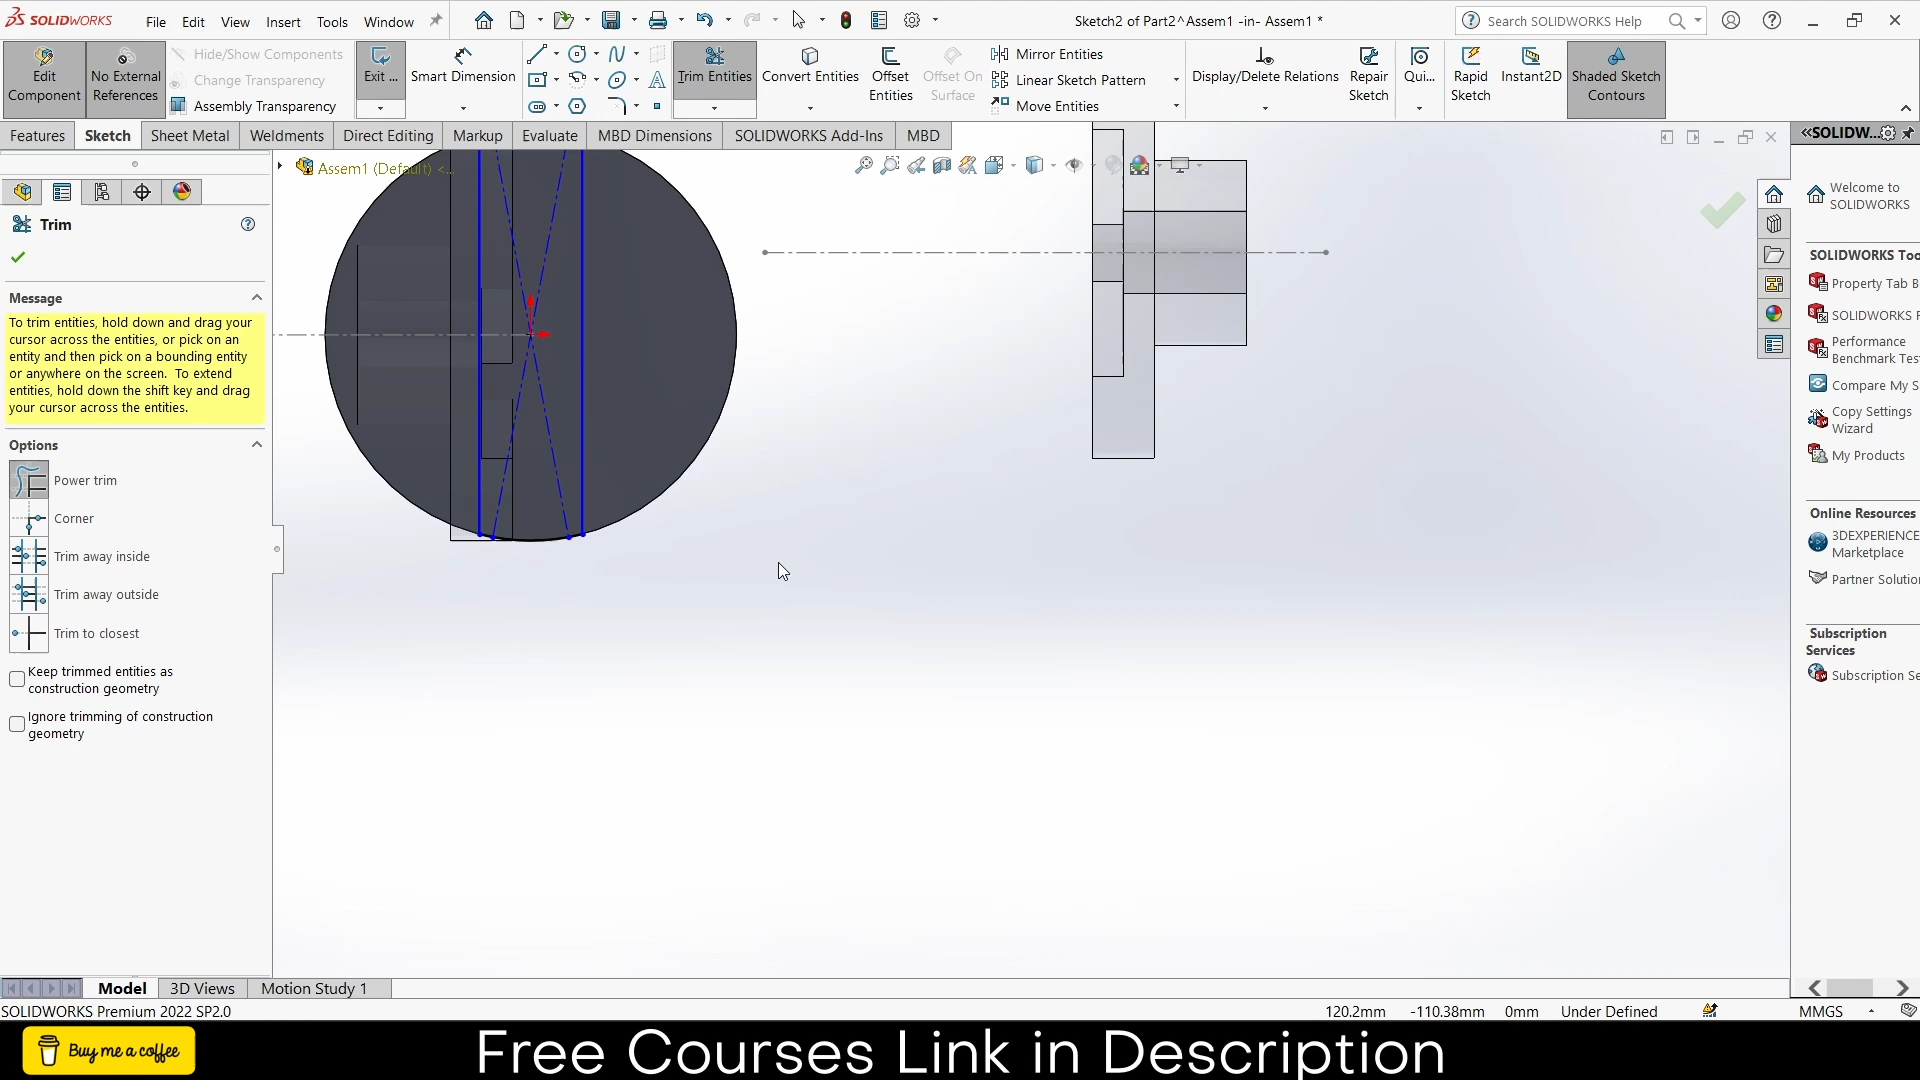 SOLIDWORKS File Edit View Insert Tools Window Sketch2 of Part2^Assem1 -in- Assem1 * Search SOLIDWORKS Help
Edit Component
No External References
Hide/Show Components
Change Transparency
Assembly Transparency
Exit ...
Smart Dimension
Trim Entities
Convert Entities
Offset Entities
Offset On Surface
Mirror Entities
Linear Sketch Pattern
Move Entities
Display/Delete Relations
Repair Sketch
Qui...
Rapid Sketch
Instant2D
Shaded Sketch Contours
Features Sketch Sheet Metal Weldments Direct Editing Markup Evaluate MBD Dimensions SOLIDWORKS Add-Ins MBD
SOLIDW...
Assem1 (Default) <...
Trim
Message
To trim entities, hold down and drag your
cursor across the entities, or pick on an
entity and then pick on a bounding entity
or anywhere on the screen. To extend
entities, hold down the shift key and drag
your cursor across the entities.
Options
Power trim
Corner
Trim away inside
Trim away outside
Trim to closest
Keep trimmed entities as
construction geometry
Ignore trimming of construction
geometry
Welcome to
SOLIDWORKS
SOLIDWORKS Too
Property Tab B
SOLIDWORKS R
Performance
Benchmark Test
Compare My S
Copy Settings
Wizard
My Products
Online Resources
3DEXPERIENCE
Marketplace
Partner Solutio
Subscription
Services
Subscription Se
Model 3D Views Motion Study 1
SOLIDWORKS Premium 2022 SP2.0 120.2mm -110.38mm 0mm Under Defined MMGS
Buy me a coffee
Free Courses Link in Description